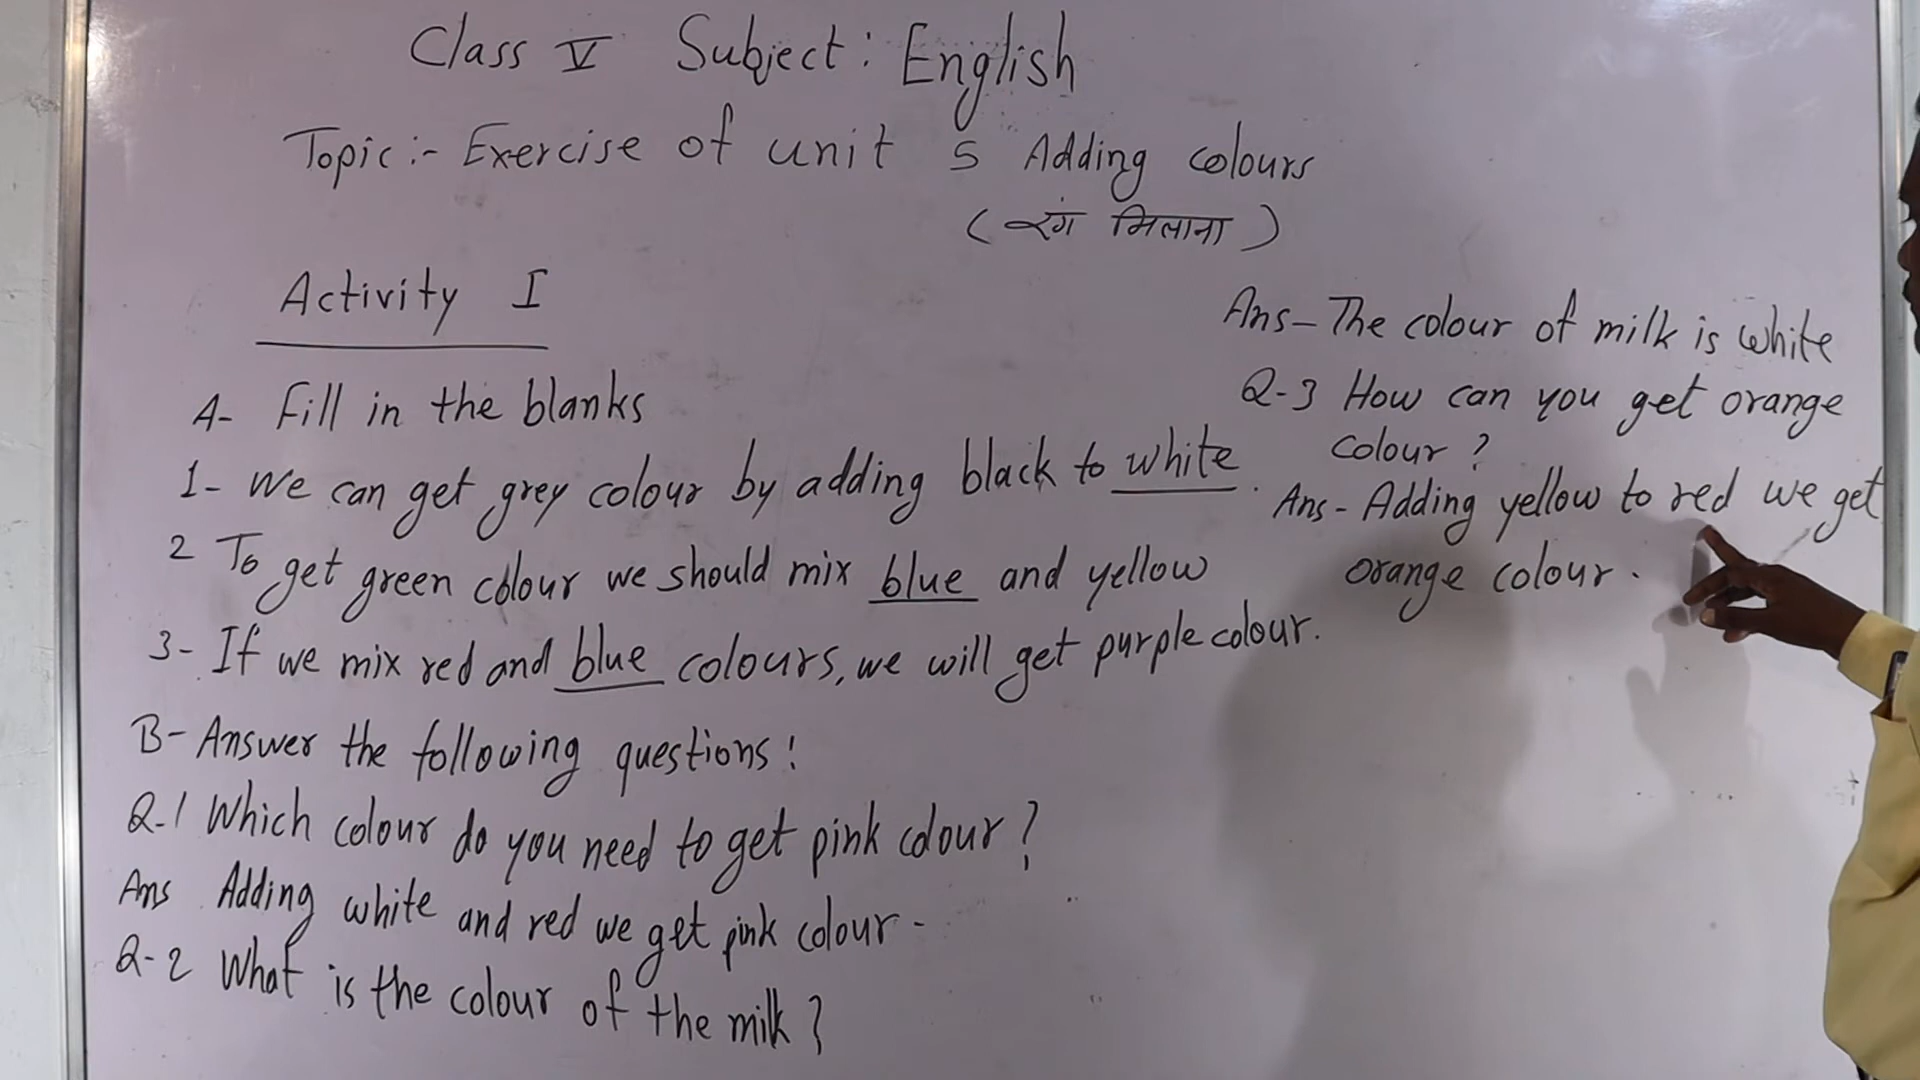 Class V Subject: English
Topic:- Exercise of unit 5 Adding colours
(रंग मिलाना)
Activity I
A- Fill in the blanks
1- We can get grey colour by adding black to white.
2 To get green colour we should mix blue and yellow
3- If we mix red and blue colours, we will get purple colour.
B- Answer the following questions!
Q.1 Which colour do you need to get pink colour?
Ans Adding white and red we get pink colour-
Q-2 What is the colour of the milk?
Ans- The colour of milk is white
Q-3 How can you get orange
colour?
Ans- Adding yellow to red we get
orange colour.